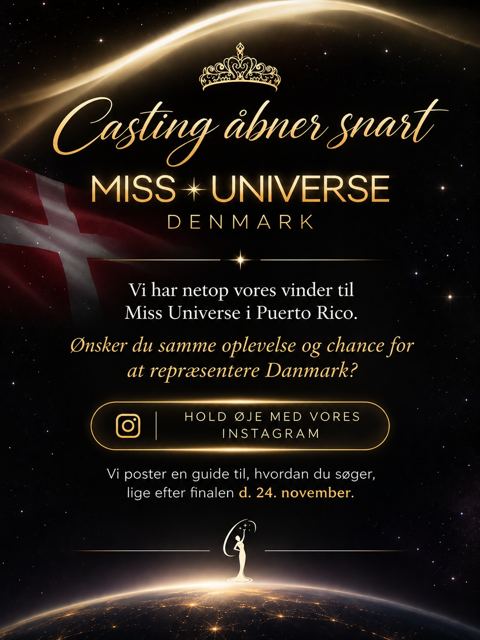 Casting åbner snart
MISS UNIVERSE
DENMARK
Vi har netop vores vinder til
Miss Universe i Puerto Rico.
Ønsker du samme oplevelse og chance for
at repræsentere Danmark?
HOLD ØJE MED VORES
INSTAGRAM
Vi poster en guide til, hvordan du søger,
lige efter finalen d. 24. november.